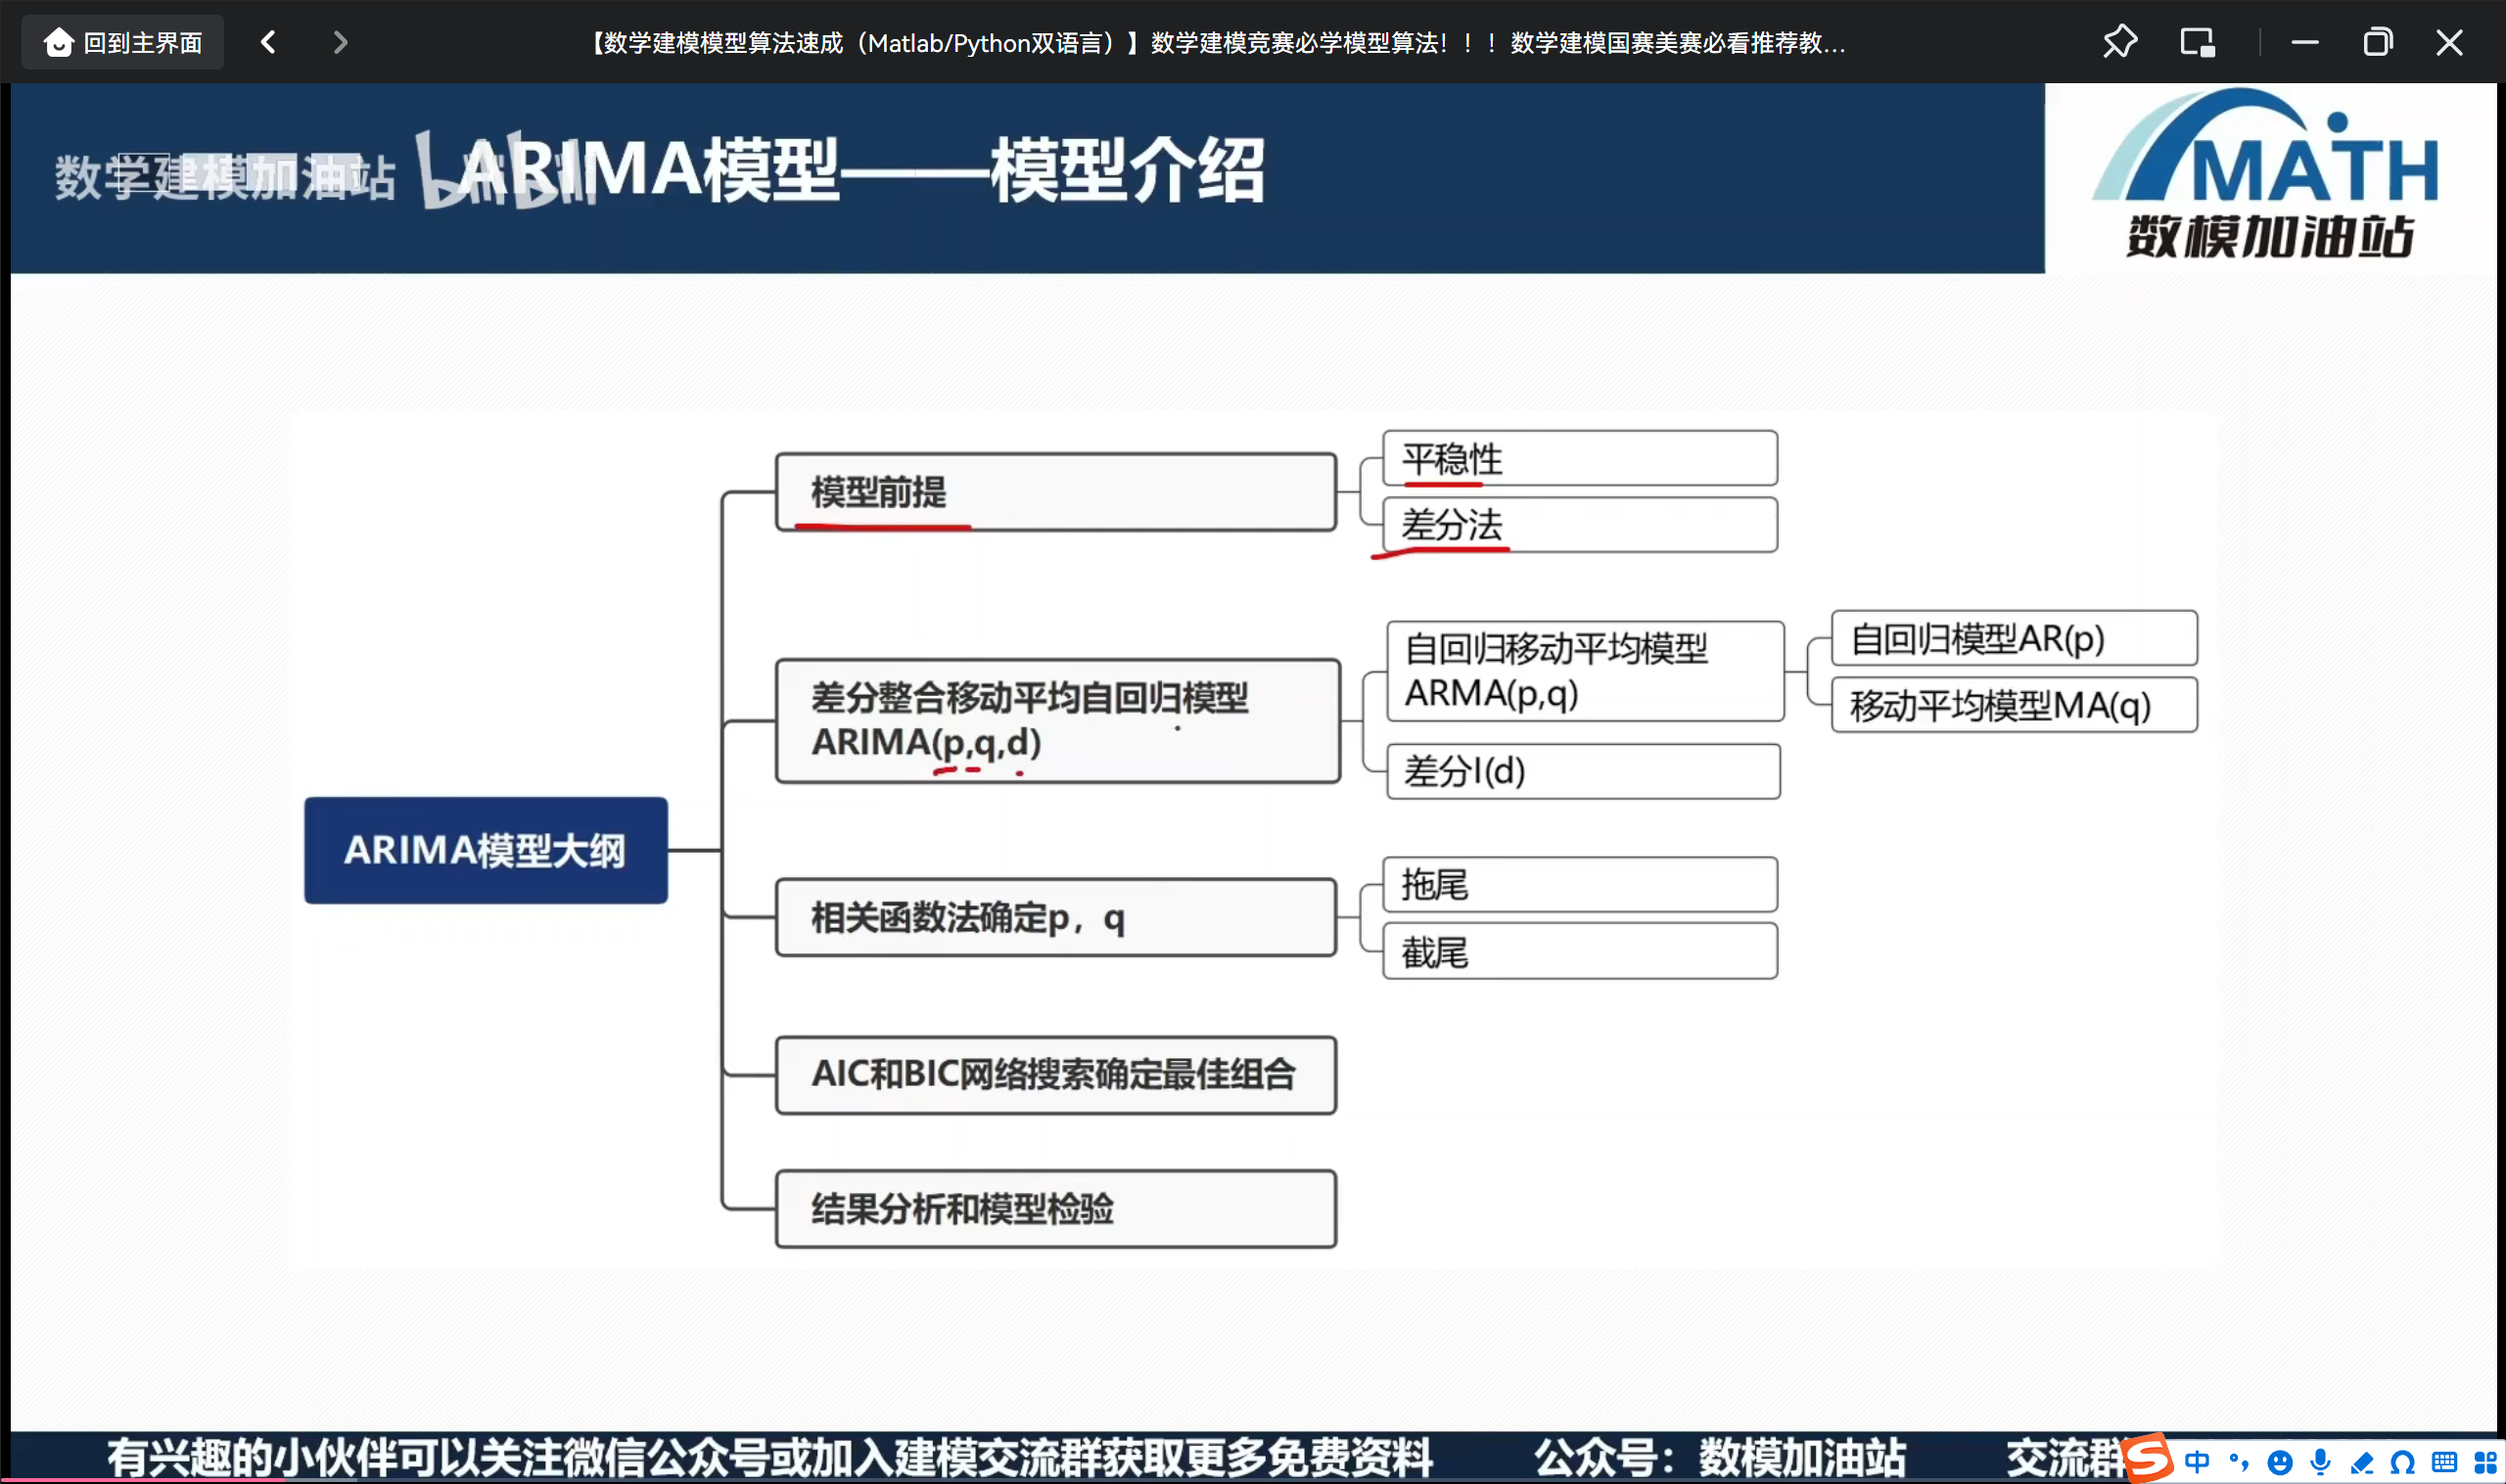 回到主界面
【数学建模模型算法速成（Matlab/Python双语言）】数学建模竞赛必学模型算法！！！数学建模国赛美赛必看推荐教...
数学建模加油站 bilibili
ARIMA模型——模型介绍
MATH
数模加油站
模型前提
平稳性
差分法
差分整合移动平均自回归模型
ARIMA(p,q,d)
自回归移动平均模型
ARMA(p,q)
自回归模型AR(p)
移动平均模型MA(q)
差分I(d)
ARIMA模型大纲
相关函数法确定p，q
拖尾
截尾
AIC和BIC网络搜索确定最佳组合
结果分析和模型检验
有兴趣的小伙伴可以关注微信公众号或加入建模交流群获取更多免费资料 公众号：数模加油站 交流群
中